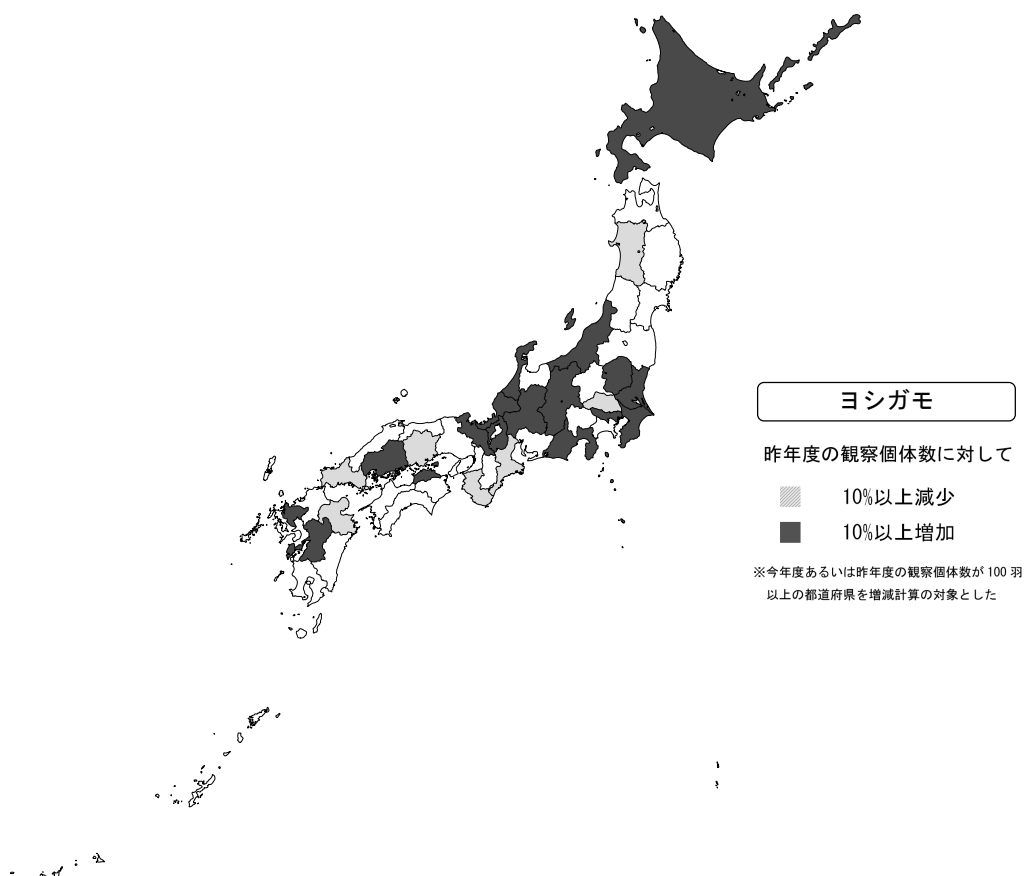 ヨシガモ
昨年度の観察個体数に対して
10%以上減少
10%以上増加
※今年度あるいは昨年度の観察個体数が100羽
以上の都道府県を増減計算の対象とした